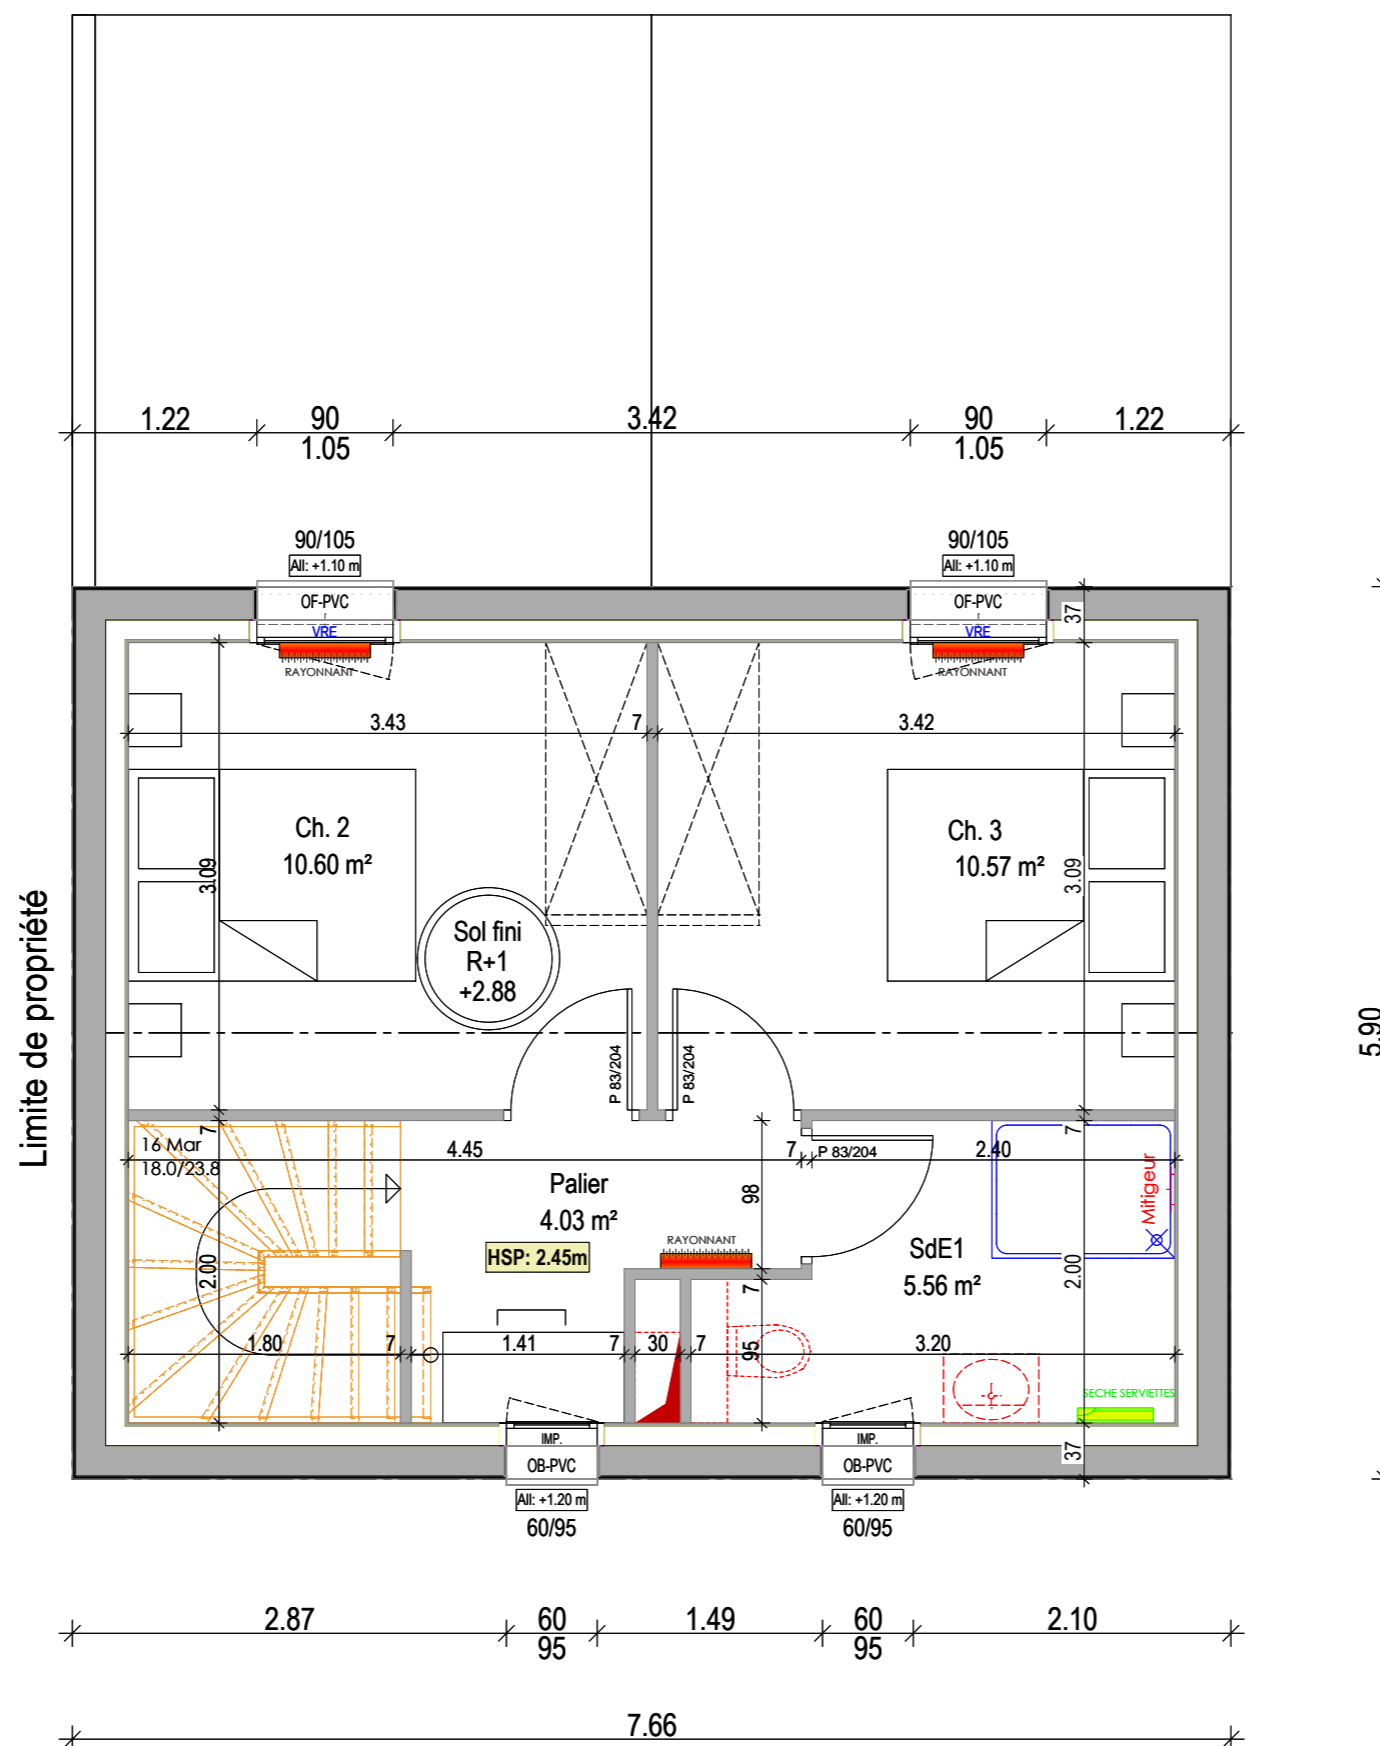 1.22 90 3.42 90 1.22
1.05 1.05
90/105 90/105
All: +1.10 m All: +1.10 m
OF-PVC OF-PVC
37
VRE VRE
RAYONNANT RAYONNANT
3.43 7 3.42
Ch. 2
10.60 m²
Ch. 3
10.57 m²
3.09 3.09
Sol fini
R+1
+2.88
Limite de propriété
5.90
P 83/204 P 83/204
7 7
16 Mar
18.0/23.8
4.45 7 P 83/204 2.40
Palier
4.03 m²
98
Mitigeur
HSP: 2.45m
RAYONNANT
SdE1
5.56 m²
2.00 7 2.00
1.80 7 1.41 7 30 7 95 3.20
SECHE SERVIETTES
IMP. IMP.
OB-PVC OB-PVC
37
All: +1.20 m All: +1.20 m
60/95 60/95
2.87 60 1.49 60 2.10
95 95
7.66